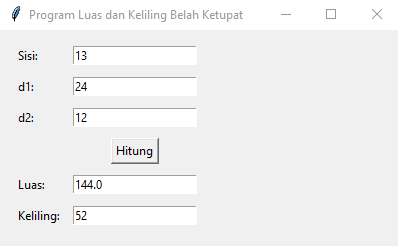 Program Luas dan Keliling Belah Ketupat
Sisi: 13
d1: 24
d2: 12
Hitung
Luas: 144.0
Keliling: 52